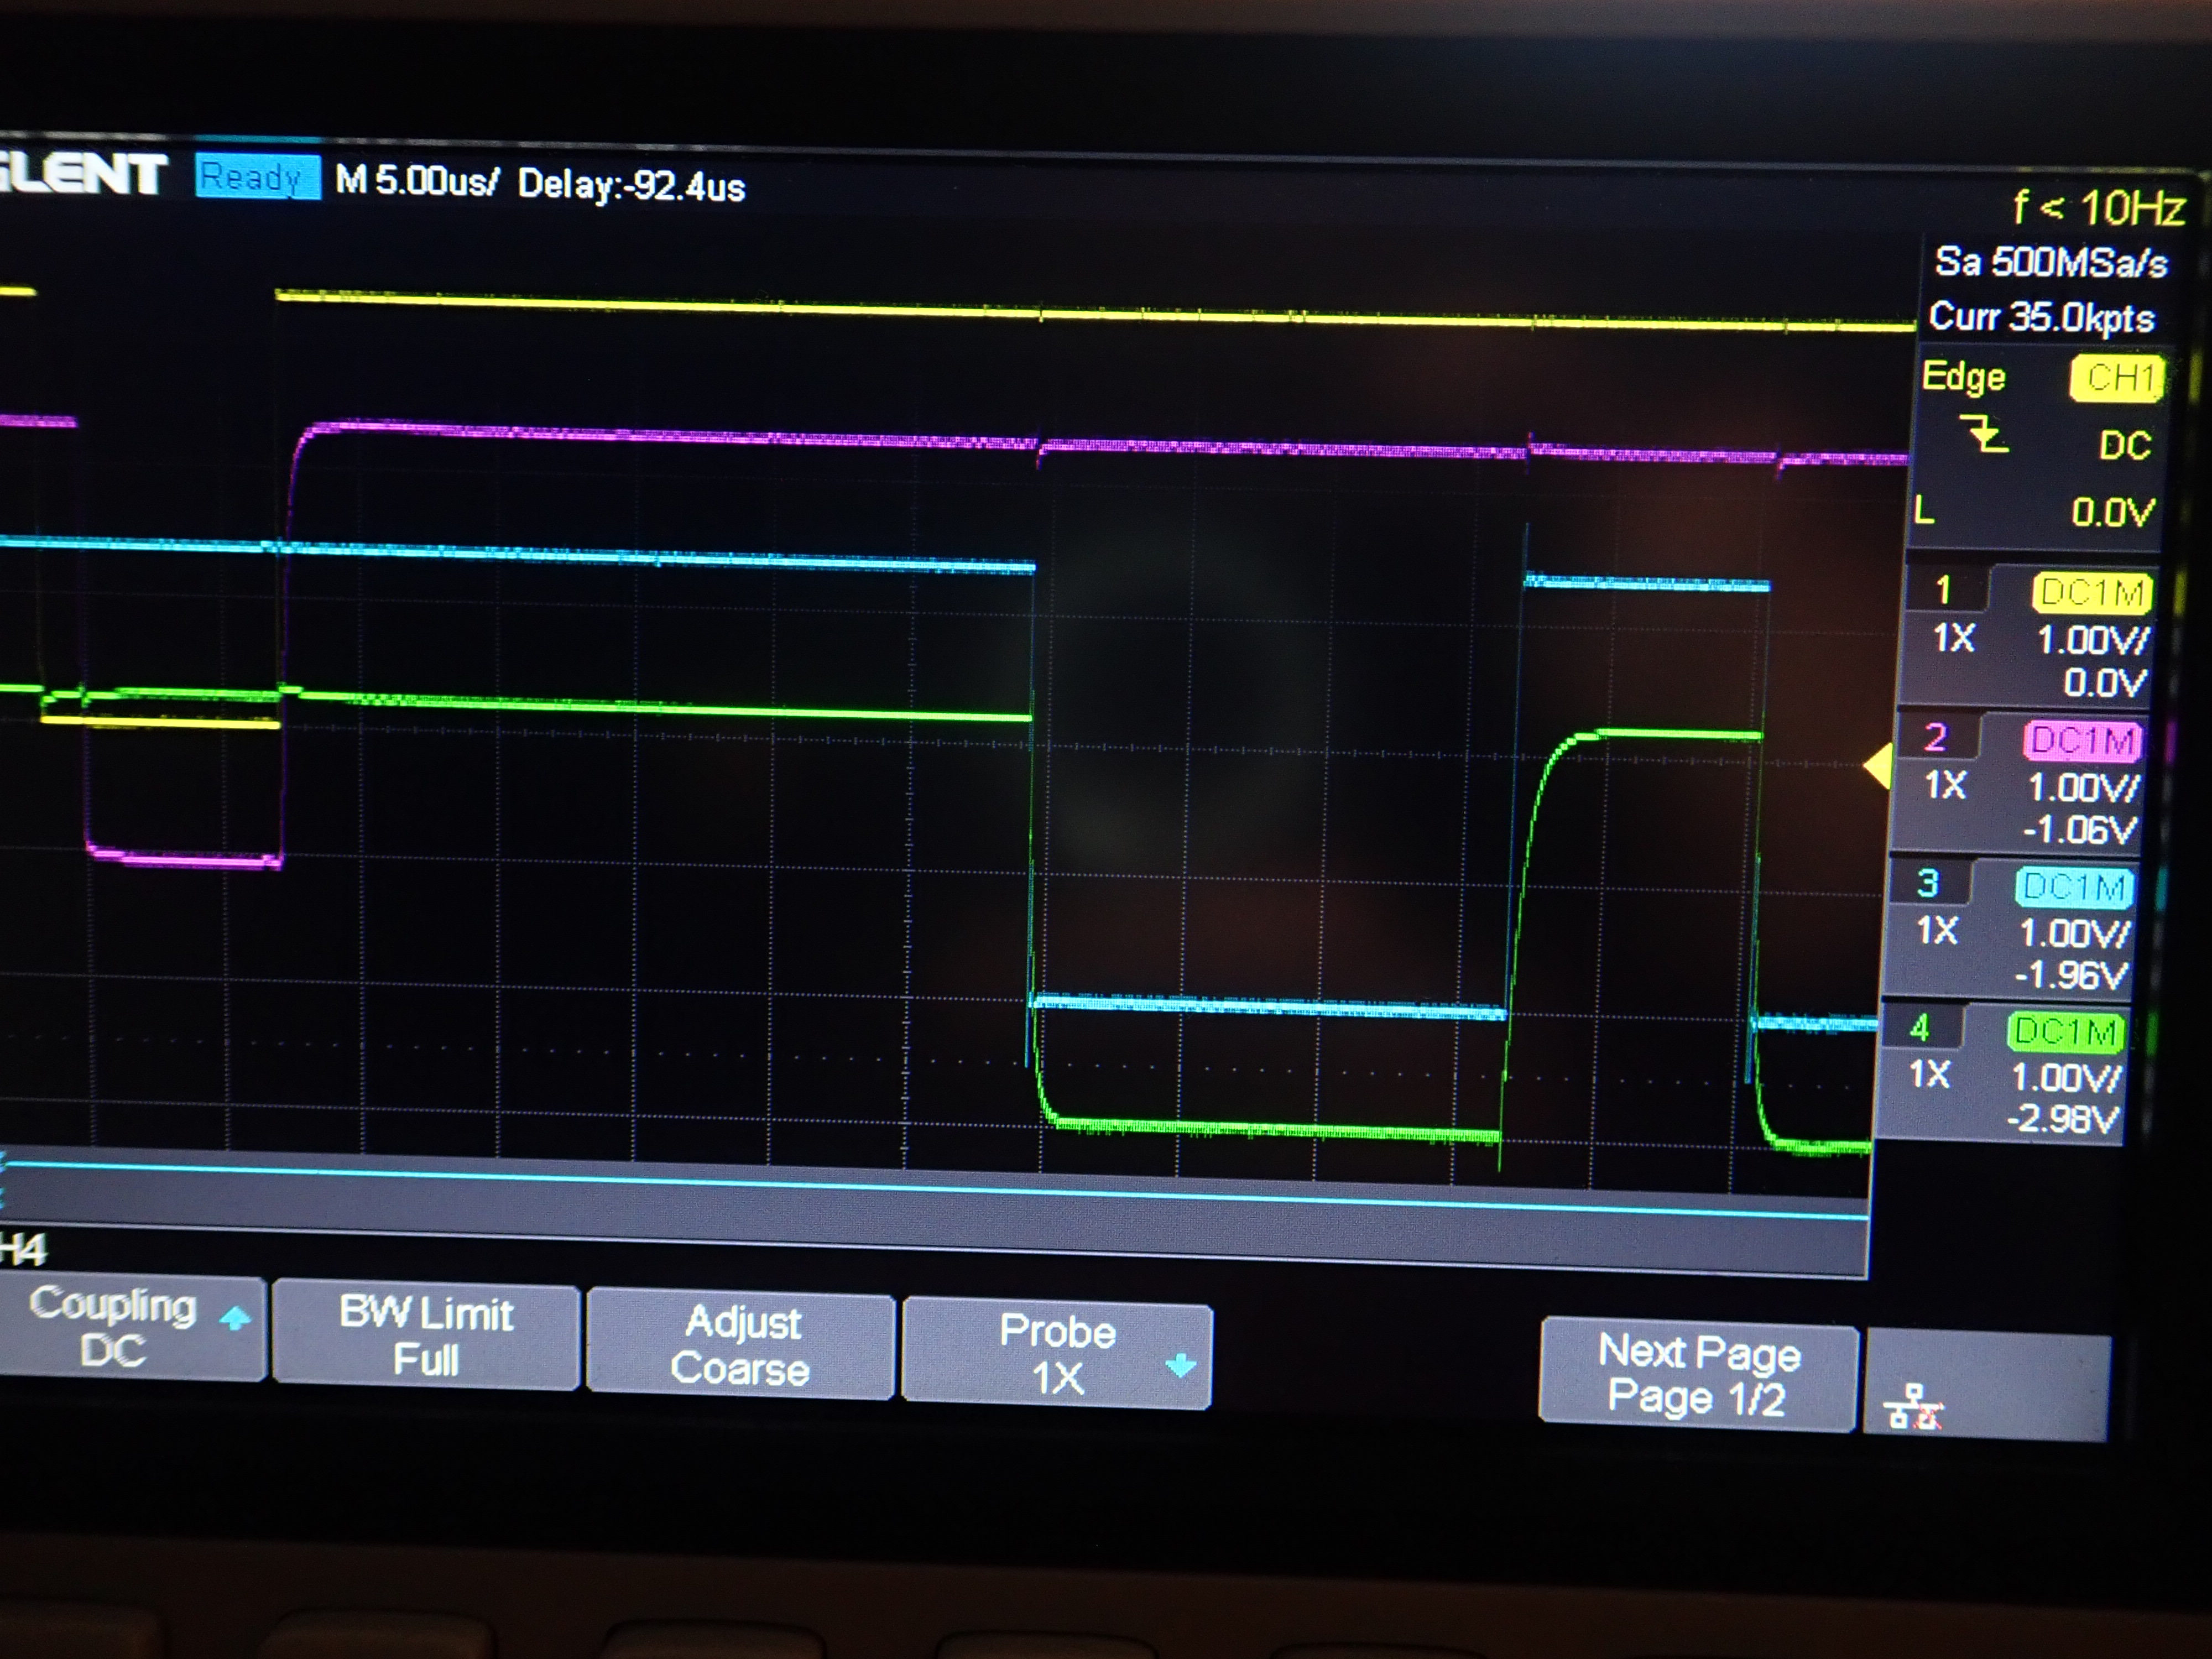 GLENT Ready M 5.00us/ Delay:-92.4us
f < 10Hz
Sa 500MSa/s
Curr 35.0kpts
Edge CH1
DC
L 0.0V
1 DC1M
1X 1.00V/
0.0V
2 DC1M
1X 1.00V/
-1.06V
3 DC1M
1X 1.00V/
-1.96V
4 DC1M
1X 1.00V/
-2.98V
H4
Coupling
DC
BW Limit
Full
Adjust
Coarse
Probe
1X
Next Page
Page 1/2